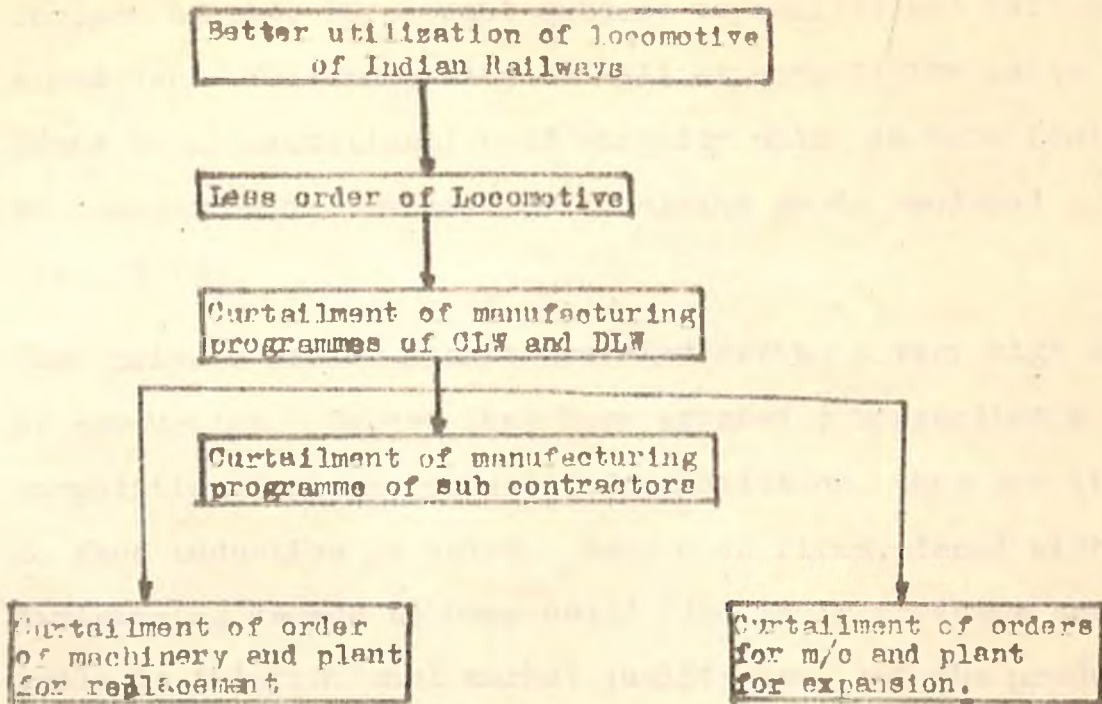 Better utilization of locomotive
of Indian Railways
Less order of Locomotive
Curtailment of manufacturing
programmes of CLW and DLW
Curtailment of manufacturing
programme of sub contractors
Curtailment of order
of machinery and plant
for replacement
Curtailment of orders
for m/c and plant
for expansion.